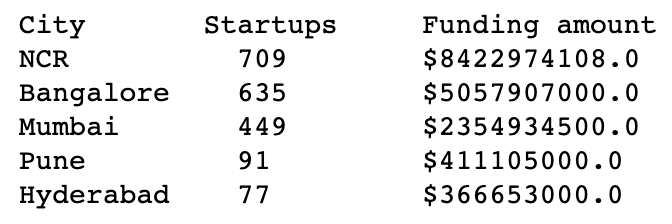 City Startups Funding amount
NCR 709 $8422974108.0
Bangalore 635 $5057907000.0
Mumbai 449 $2354934500.0
Pune 91 $411105000.0
Hyderabad 77 $366653000.0